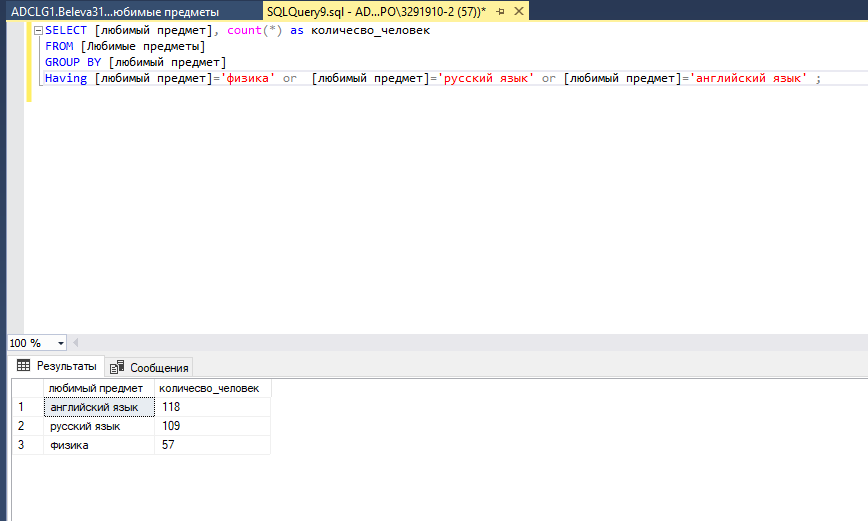 ADCLG1.Beleva31...юбимые предметы
SQLQuery9.sql - AD...PO\3291910-2 (57))*
SELECT [любимый предмет], count(*) as количесво_человек
FROM [Любимые предметы]
GROUP BY [любимый предмет]
Having [любимый предмет]='физика' or  [любимый предмет]='русский язык' or [любимый предмет]='английский язык' ;
100 %
Результаты
Сообщения
любимый предмет количесво_человек
1 английский язык 118
2 русский язык 109
3 физика 57